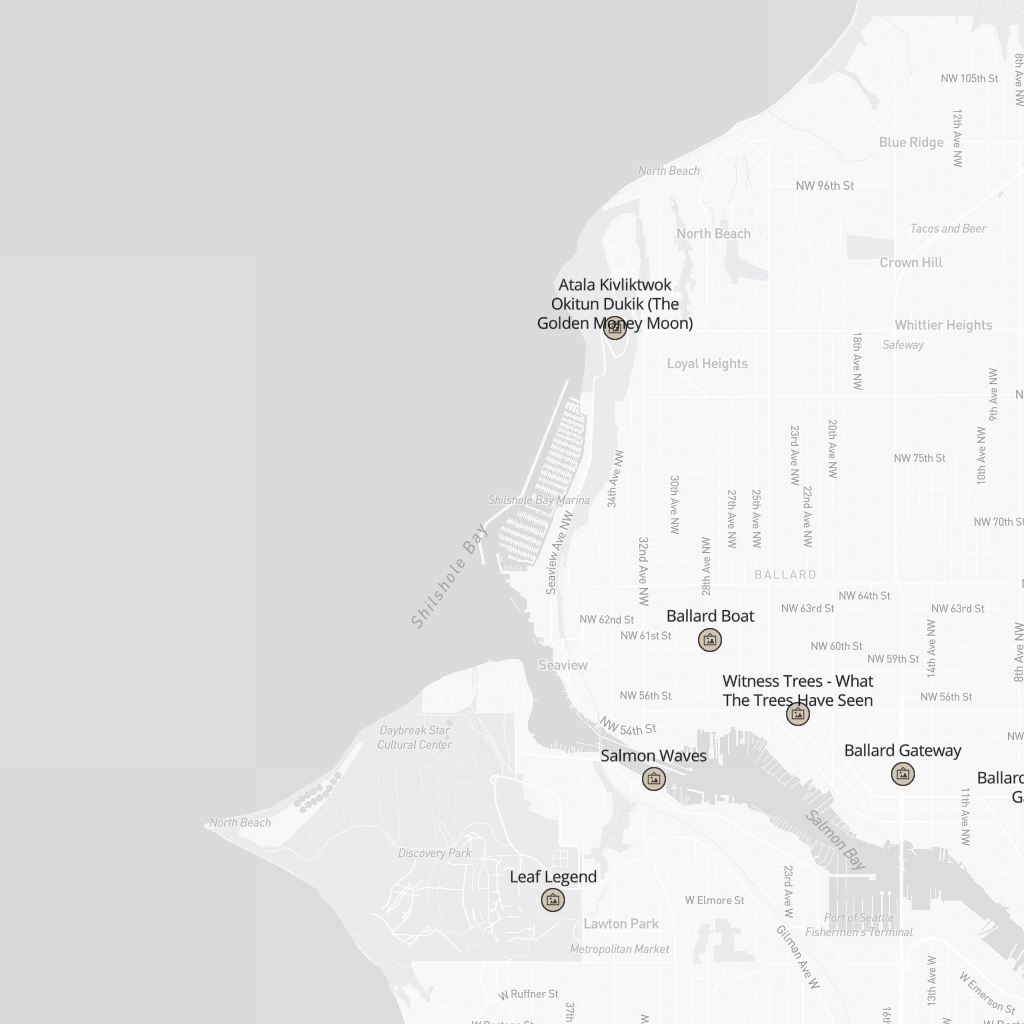 8th Ave NW
NW 105th St
12th Ave NW
Blue Ridge
North Beach
NW 96th St
Tacos and Beer
North Beach
Crown Hill
Atala Kivliktwok
Okitun Dukik (The
Golden Money Moon)
Whittier Heights
Safeway
18th Ave NW
Loyal Heights
9th Ave NW
N
23rd Ave NW
20th Ave NW
10th Ave NW
NW 75th St
34th Ave NW
30th Ave NW
27th Ave NW
25th Ave NW
22nd Ave NW
Shilshole Bay Marina
NW 70th St
Seaview Ave NW
32nd Ave NW
28th Ave NW
Shilshole Bay
BALLARD
NW 64th St
NW 63rd St
NW 63rd St
Ballard Boat
NW 62nd St
NW 61st St
14th Ave NW
8th Ave NW
NW 60th St
NW 59th St
Seaview
Witness Trees - What
The Trees Have Seen
NW 56th St
NW 56th St
NW 54th St
NW
Daybreak Star
Cultural Center
Salmon Waves
Ballard Gateway
Ballard
G
11th Ave NW
North Beach
Salmon Bay
Discovery Park
Leaf Legend
23rd Ave W
W Elmore St
Port of Seattle
Fishermen's Terminal
Lawton Park
Metropolitan Market
Gilman Ave W
13th Ave W
W Emerson St
W Ruffner St
37th
16th